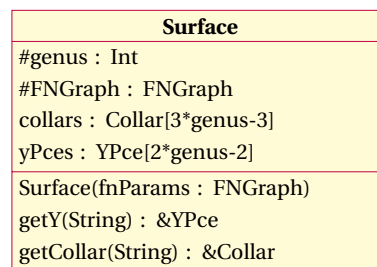 Surface
#genus : Int
#FNGraph : FNGraph
collars : Collar[3*genus-3]
yPces : YPce[2*genus-2]
Surface(fnParams : FNGraph)
getY(String) : &YPce
getCollar(String) : &Collar